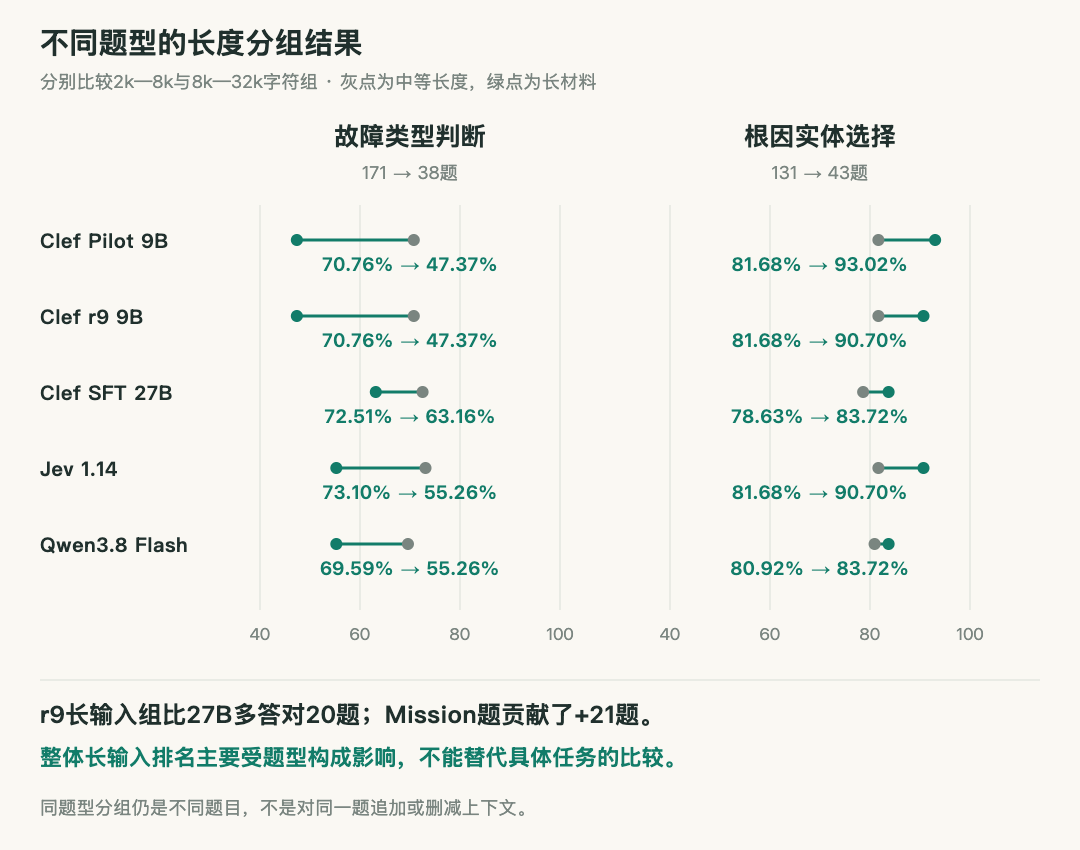 不同题型的长度分组结果
分别比较2k—8k与8k—32k字符组 · 灰点为中等长度，绿点为长材料
故障类型判断 根因实体选择
171 → 38题 131 → 43题
Clef Pilot 9B
70.76% → 47.37% 81.68% → 93.02%
Clef r9 9B
70.76% → 47.37% 81.68% → 90.70%
Clef SFT 27B
72.51% → 63.16% 78.63% → 83.72%
Jev 1.14
73.10% → 55.26% 81.68% → 90.70%
Qwen3.8 Flash
69.59% → 55.26% 80.92% → 83.72%
40 60 80 100 40 60 80 100
r9长输入组比27B多答对20题；Mission题贡献了+21题。
整体长输入排名主要受题型构成影响，不能替代具体任务的比较。
同题型分组仍是不同题目，不是对同一题追加或删减上下文。